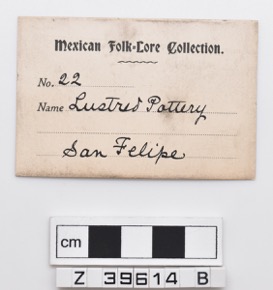 Mexican Folk-Lore Collection.
No. 22
Name Lustred Pottery
San Felipe
cm
Z 39614 B